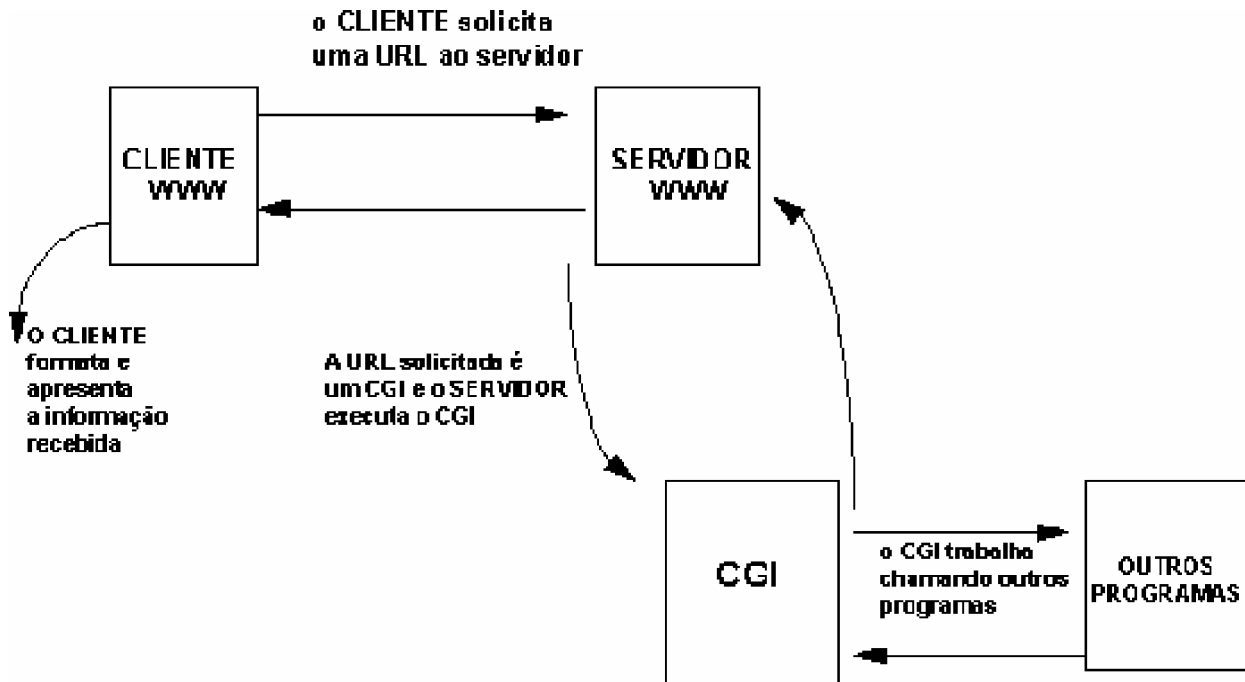 o CLIENTE solicita
uma URL ao servidor
CLIENTE
WWW
SERVIDOR
WWW
O CLIENTE
formata e
apresenta
a informação
recebida
A URL solicitada é
um CGI e o SERVIDOR
executa o CGI
CGI
o CGI trabalha
chamando outros
programas
OUTROS
PROGRAMAS